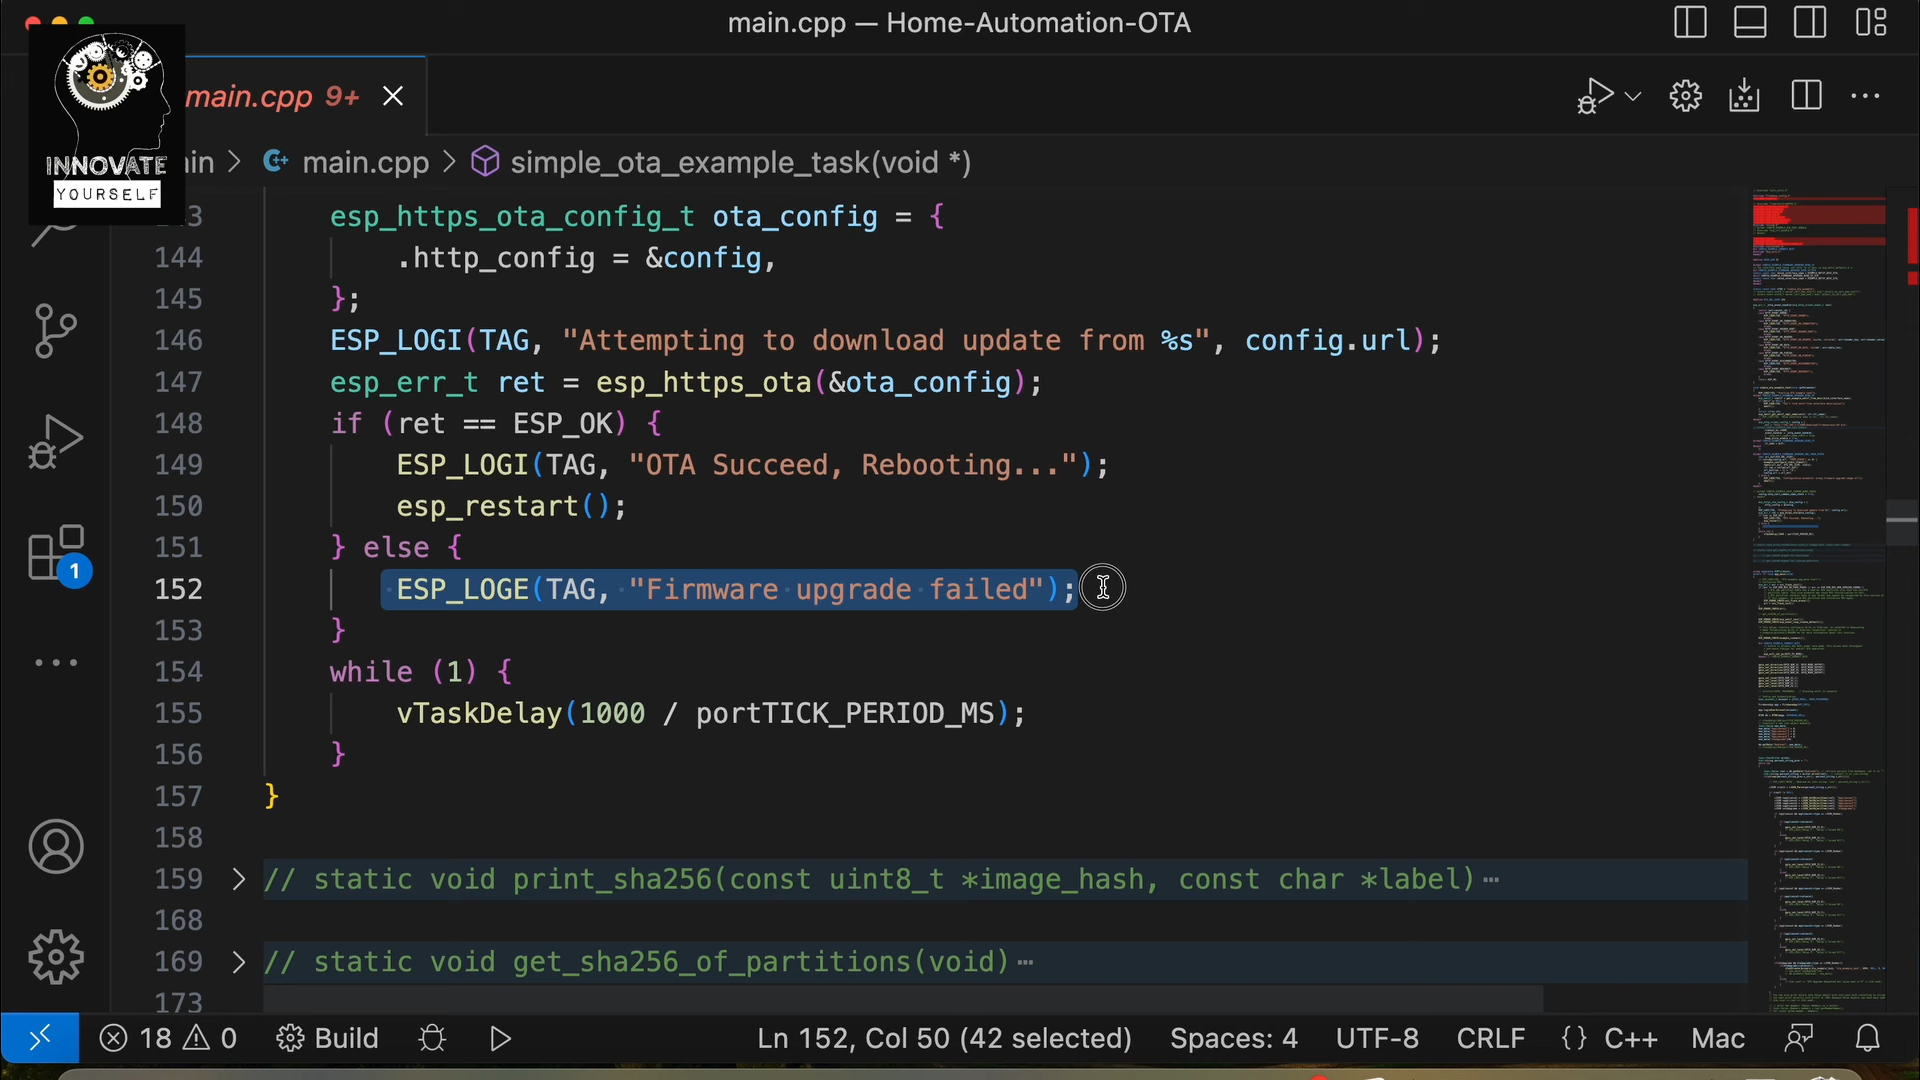 main.cpp — Home-Automation-OTA
main.cpp 9+
INNOVATE
YOURSELF
in > main.cpp > simple_ota_example_task(void *)
3 esp_https_ota_config_t ota_config = {
144 .http_config = &config,
145 };
146 ESP_LOGI(TAG, "Attempting to download update from %s", config.url);
147 esp_err_t ret = esp_https_ota(&ota_config);
148 if (ret == ESP_OK) {
149 ESP_LOGI(TAG, "OTA Succeed, Rebooting...");
150 esp_restart();
151 } else {
152 ESP_LOGE(TAG, "Firmware upgrade failed");
153 }
154 while (1) {
155 vTaskDelay(1000 / portTICK_PERIOD_MS);
156 }
157 }
158
159 // static void print_sha256(const uint8_t *image_hash, const char *label) ⋯
168
169 // static void get_sha256_of_partitions(void) ⋯
173
1
18 0 Build Ln 152, Col 50 (42 selected) Spaces: 4 UTF-8 CRLF {} C++ Mac